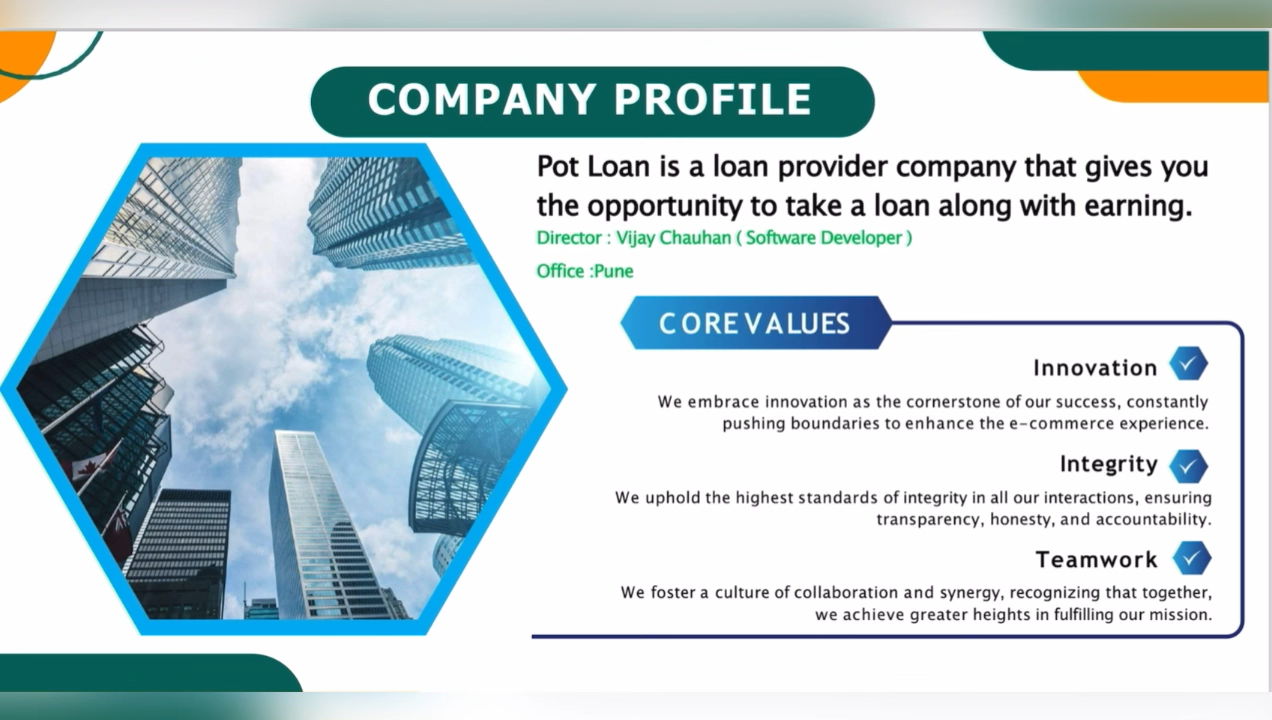 COMPANY PROFILE
Pot Loan is a loan provider company that gives you
the opportunity to take a loan along with earning.
Director : Vijay Chauhan ( Software Developer )
Office :Pune
CORE VALUES
Innovation
We embrace innovation as the cornerstone of our success, constantly
pushing boundaries to enhance the e-commerce experience.
Integrity
We uphold the highest standards of integrity in all our interactions, ensuring
transparency, honesty, and accountability.
Teamwork
We foster a culture of collaboration and synergy, recognizing that together,
we achieve greater heights in fulfilling our mission.